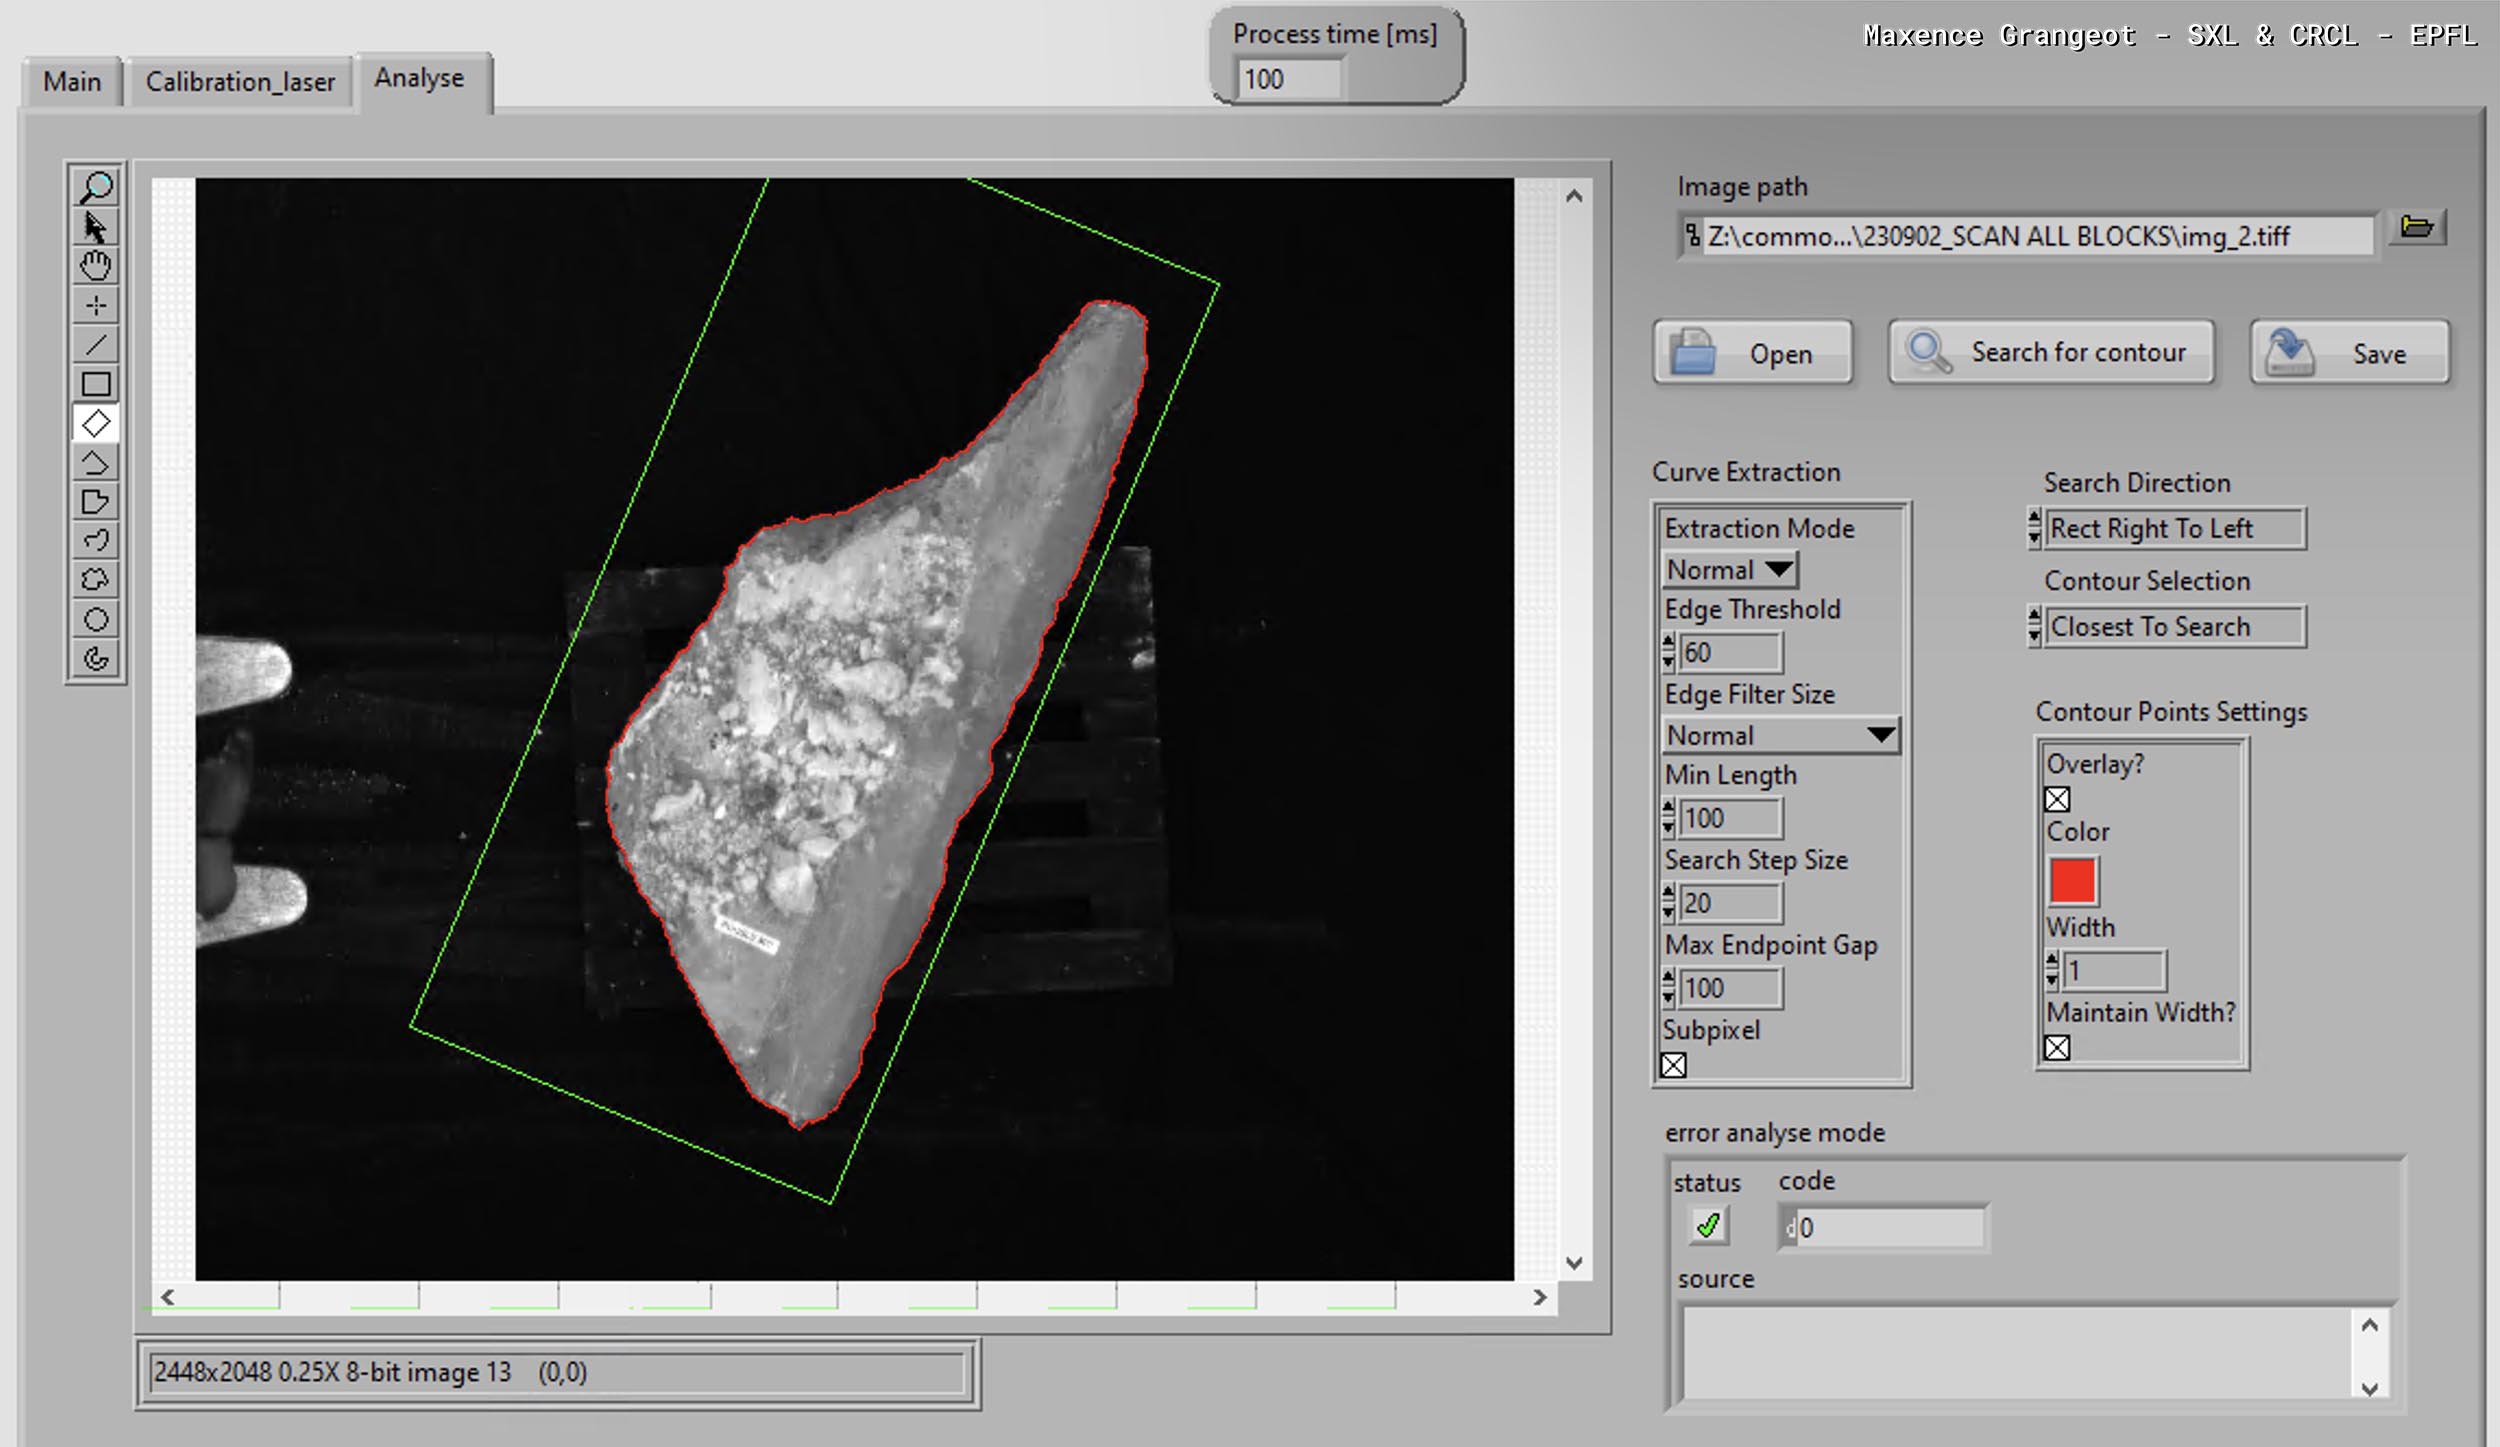 Process time [ms]
100
Maxence Grangeot - SXL & CRCL - EPFL
Main
Calibration_laser
Analyse
Image path
Z:\commo...\230902_SCAN ALL BLOCKS\img_2.tiff
Open
Search for contour
Save
Curve Extraction
Extraction Mode
Normal
Edge Threshold
60
Edge Filter Size
Normal
Min Length
100
Search Step Size
20
Max Endpoint Gap
100
Subpixel
Search Direction
Rect Right To Left
Contour Selection
Closest To Search
Contour Points Settings
Overlay?
Color
Width
1
Maintain Width?
error analyse mode
status
code
d0
source
2448x2048 0.25X 8-bit image 13 (0,0)